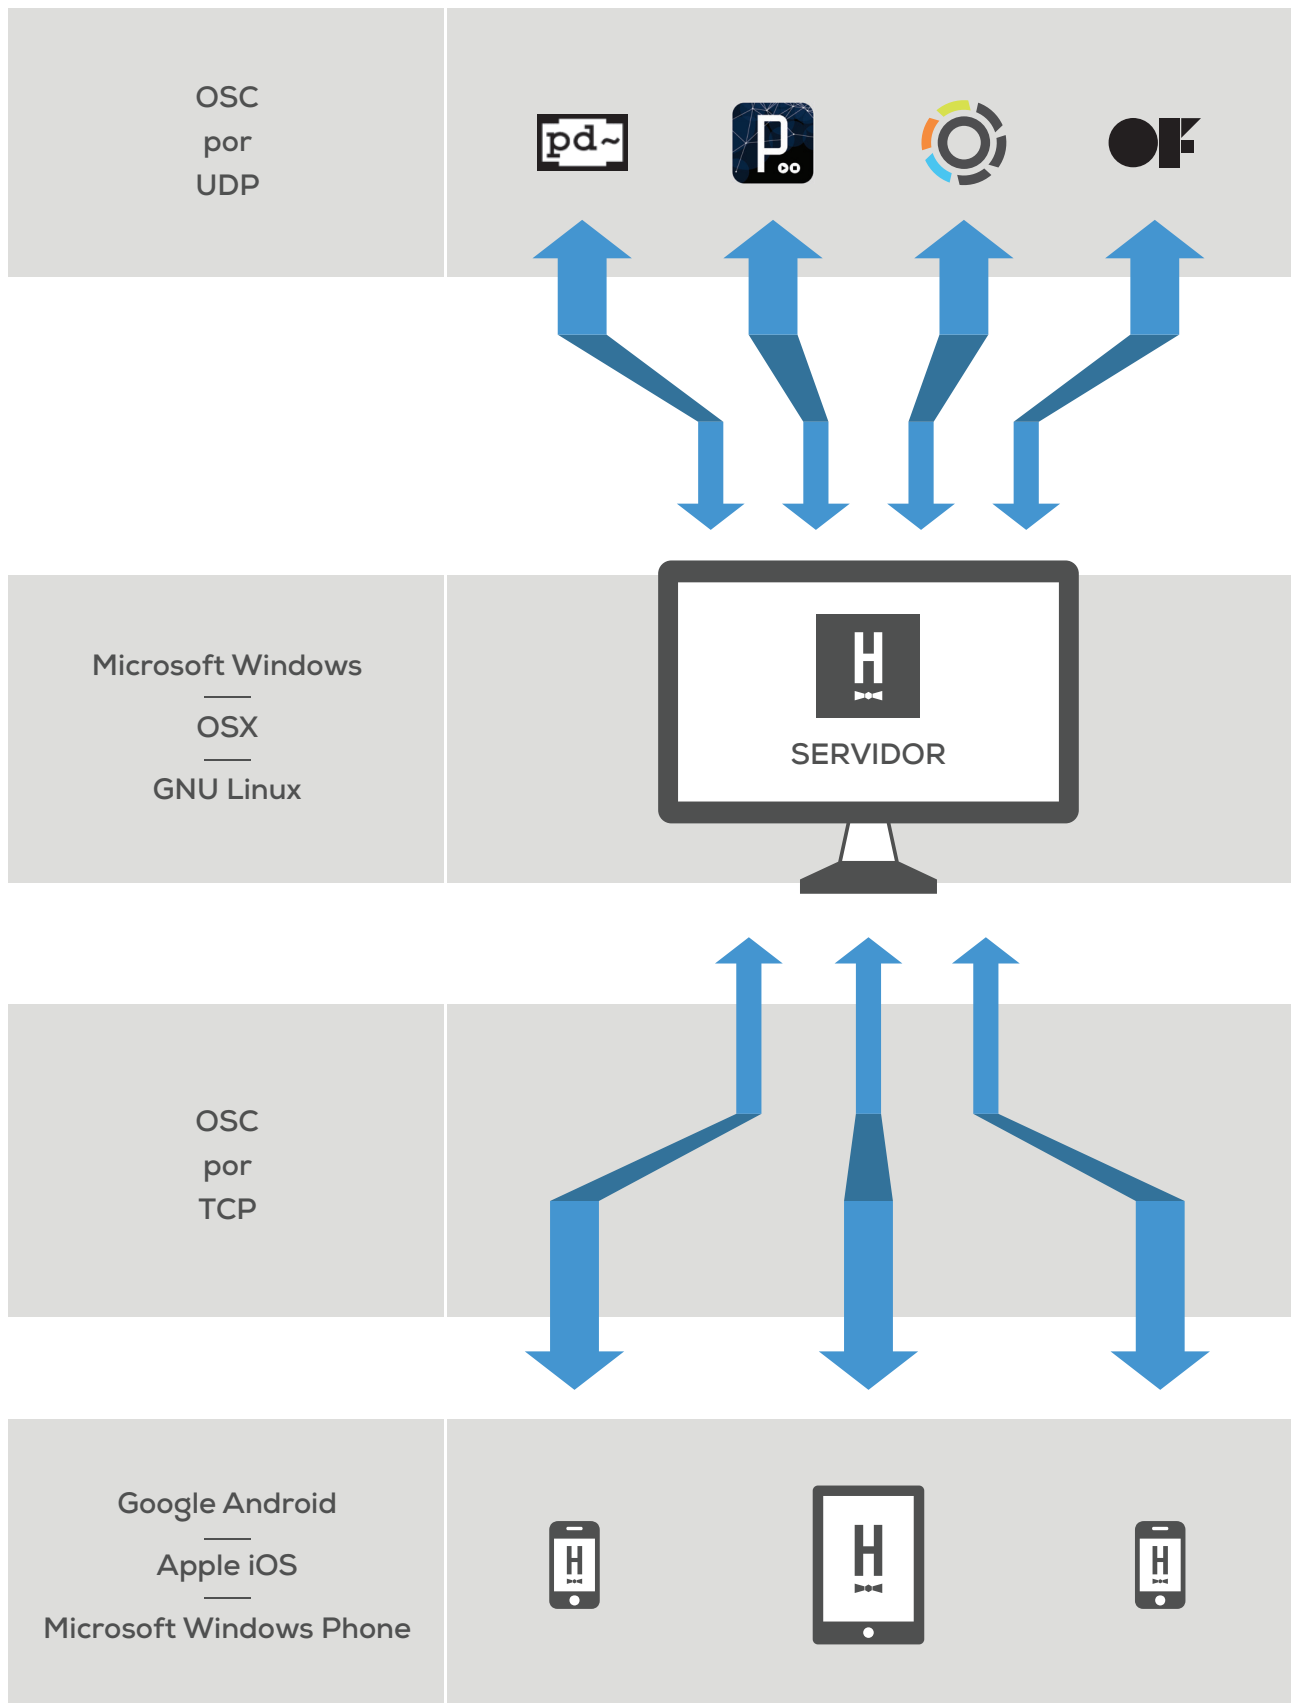 OSC
por
UDP
pd~
P
OF
Microsoft Windows
OSX
GNU Linux
H
SERVIDOR
OSC
por
TCP
Google Android
Apple iOS
Microsoft Windows Phone
H
H
H